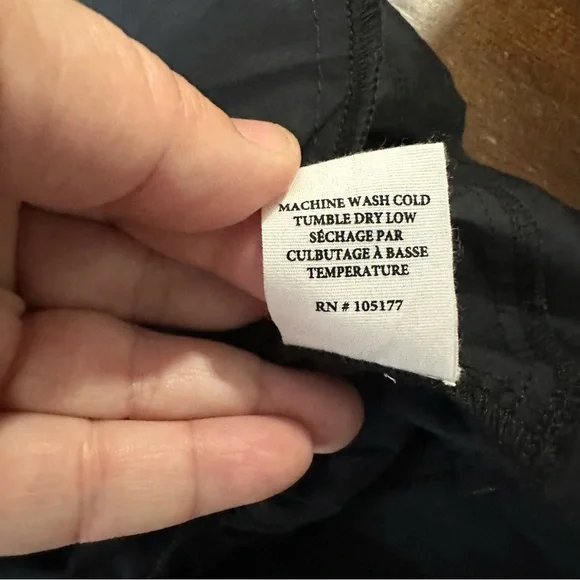 MACHINE WASH COLD
TUMBLE DRY LOW
SÉCHAGE PAR
CULBUTAGE À BASSE
TEMPERATURE
RN # 105177